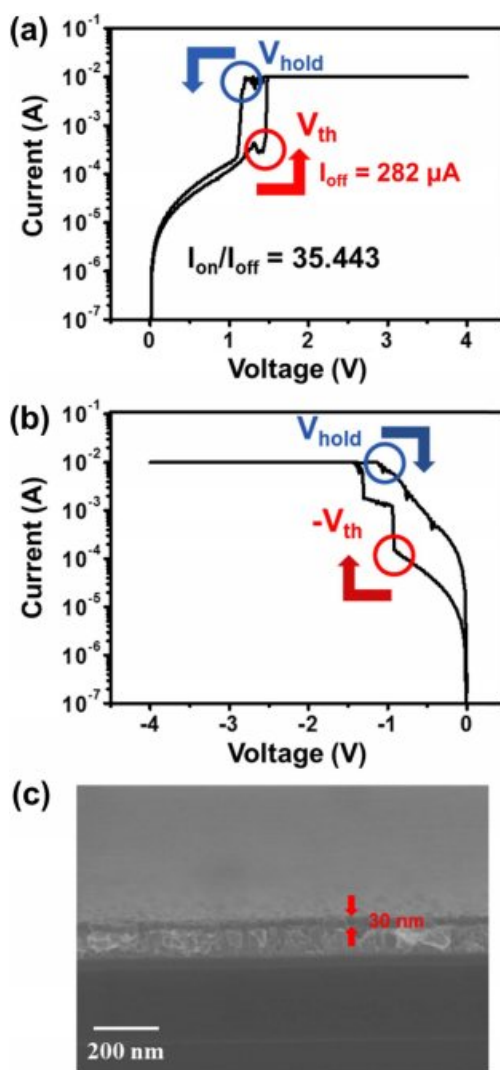 (a)
10⁻¹
10⁻²
10⁻³
10⁻⁴
10⁻⁵
10⁻⁶
10⁻⁷
Current (A)
V_hold
V_th
I_off = 282 µA
I_on/I_off = 35.443
0 1 2 3 4
Voltage (V)
(b)
10⁻¹
10⁻²
10⁻³
10⁻⁴
10⁻⁵
10⁻⁶
10⁻⁷
Current (A)
V_hold
-V_th
-4 -3 -2 -1 0
Voltage (V)
(c)
30 nm
200 nm